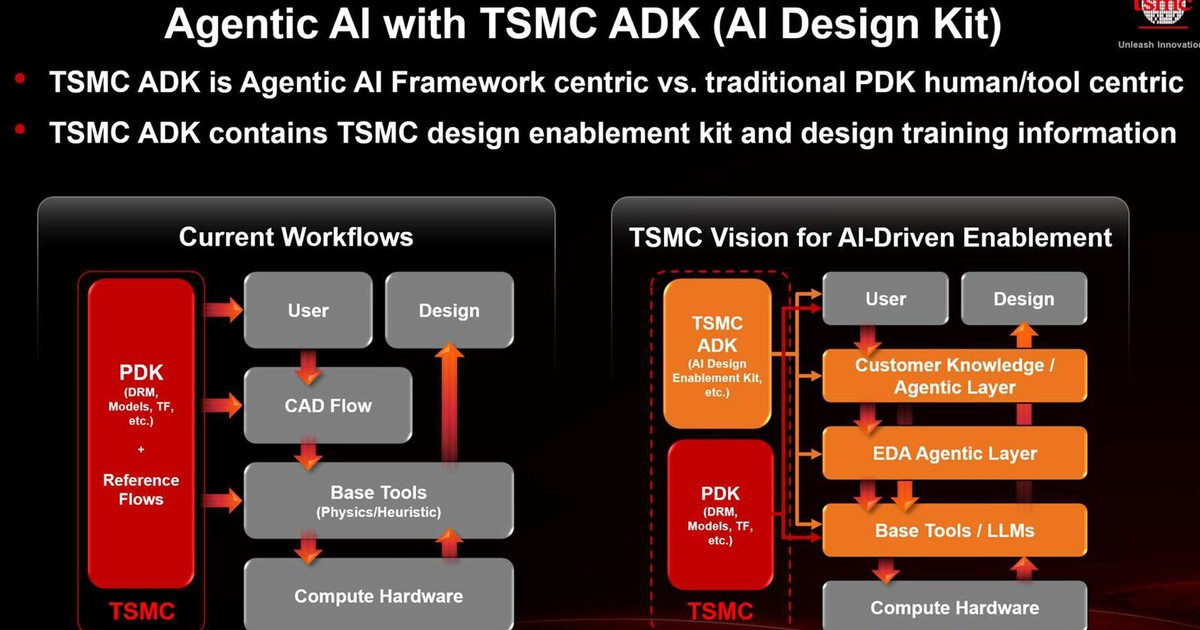 Agentic AI with TSMC ADK (AI Design Kit)
tsmc
Unleash Innovation
• TSMC ADK is Agentic AI Framework centric vs. traditional PDK human/tool centric
• TSMC ADK contains TSMC design enablement kit and design training information
Current Workflows
PDK
(DRM,
Models, TF,
etc.)
+
Reference
Flows
TSMC
User
Design
CAD Flow
Base Tools
(Physics/Heuristic)
Compute Hardware
TSMC Vision for AI-Driven Enablement
TSMC
ADK
(AI Design
Enablement Kit,
etc.)
PDK
(DRM,
Models, TF,
etc.)
TSMC
User
Design
Customer Knowledge /
Agentic Layer
EDA Agentic Layer
Base Tools / LLMs
Compute Hardware